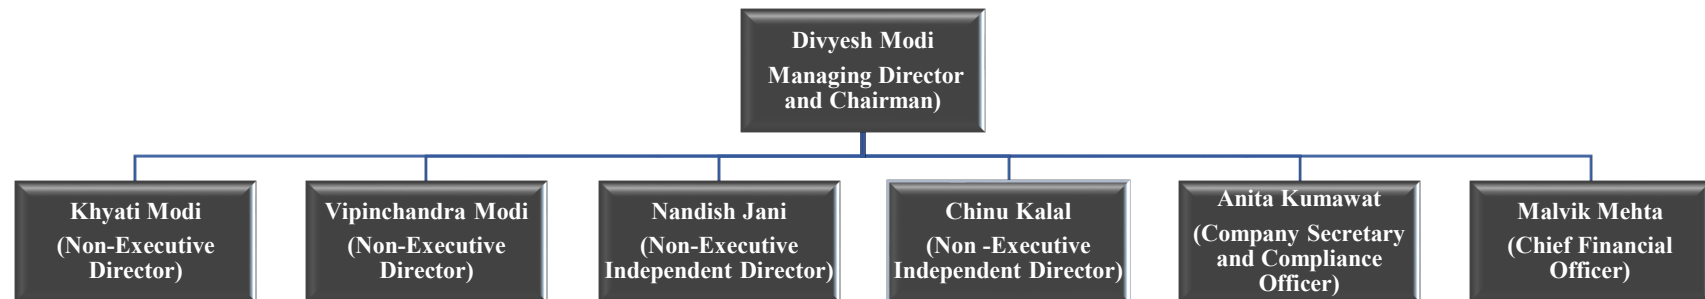 Divyesh Modi
Managing Director
and Chairman)
Khyati Modi
(Non-Executive
Director)
Vipinchandra Modi
(Non-Executive
Director)
Nandish Jani
(Non-Executive
Independent Director)
Chinu Kalal
(Non -Executive
Independent Director)
Anita Kumawat
(Company Secretary
and Compliance
Officer)
Malvik Mehta
(Chief Financial
Officer)